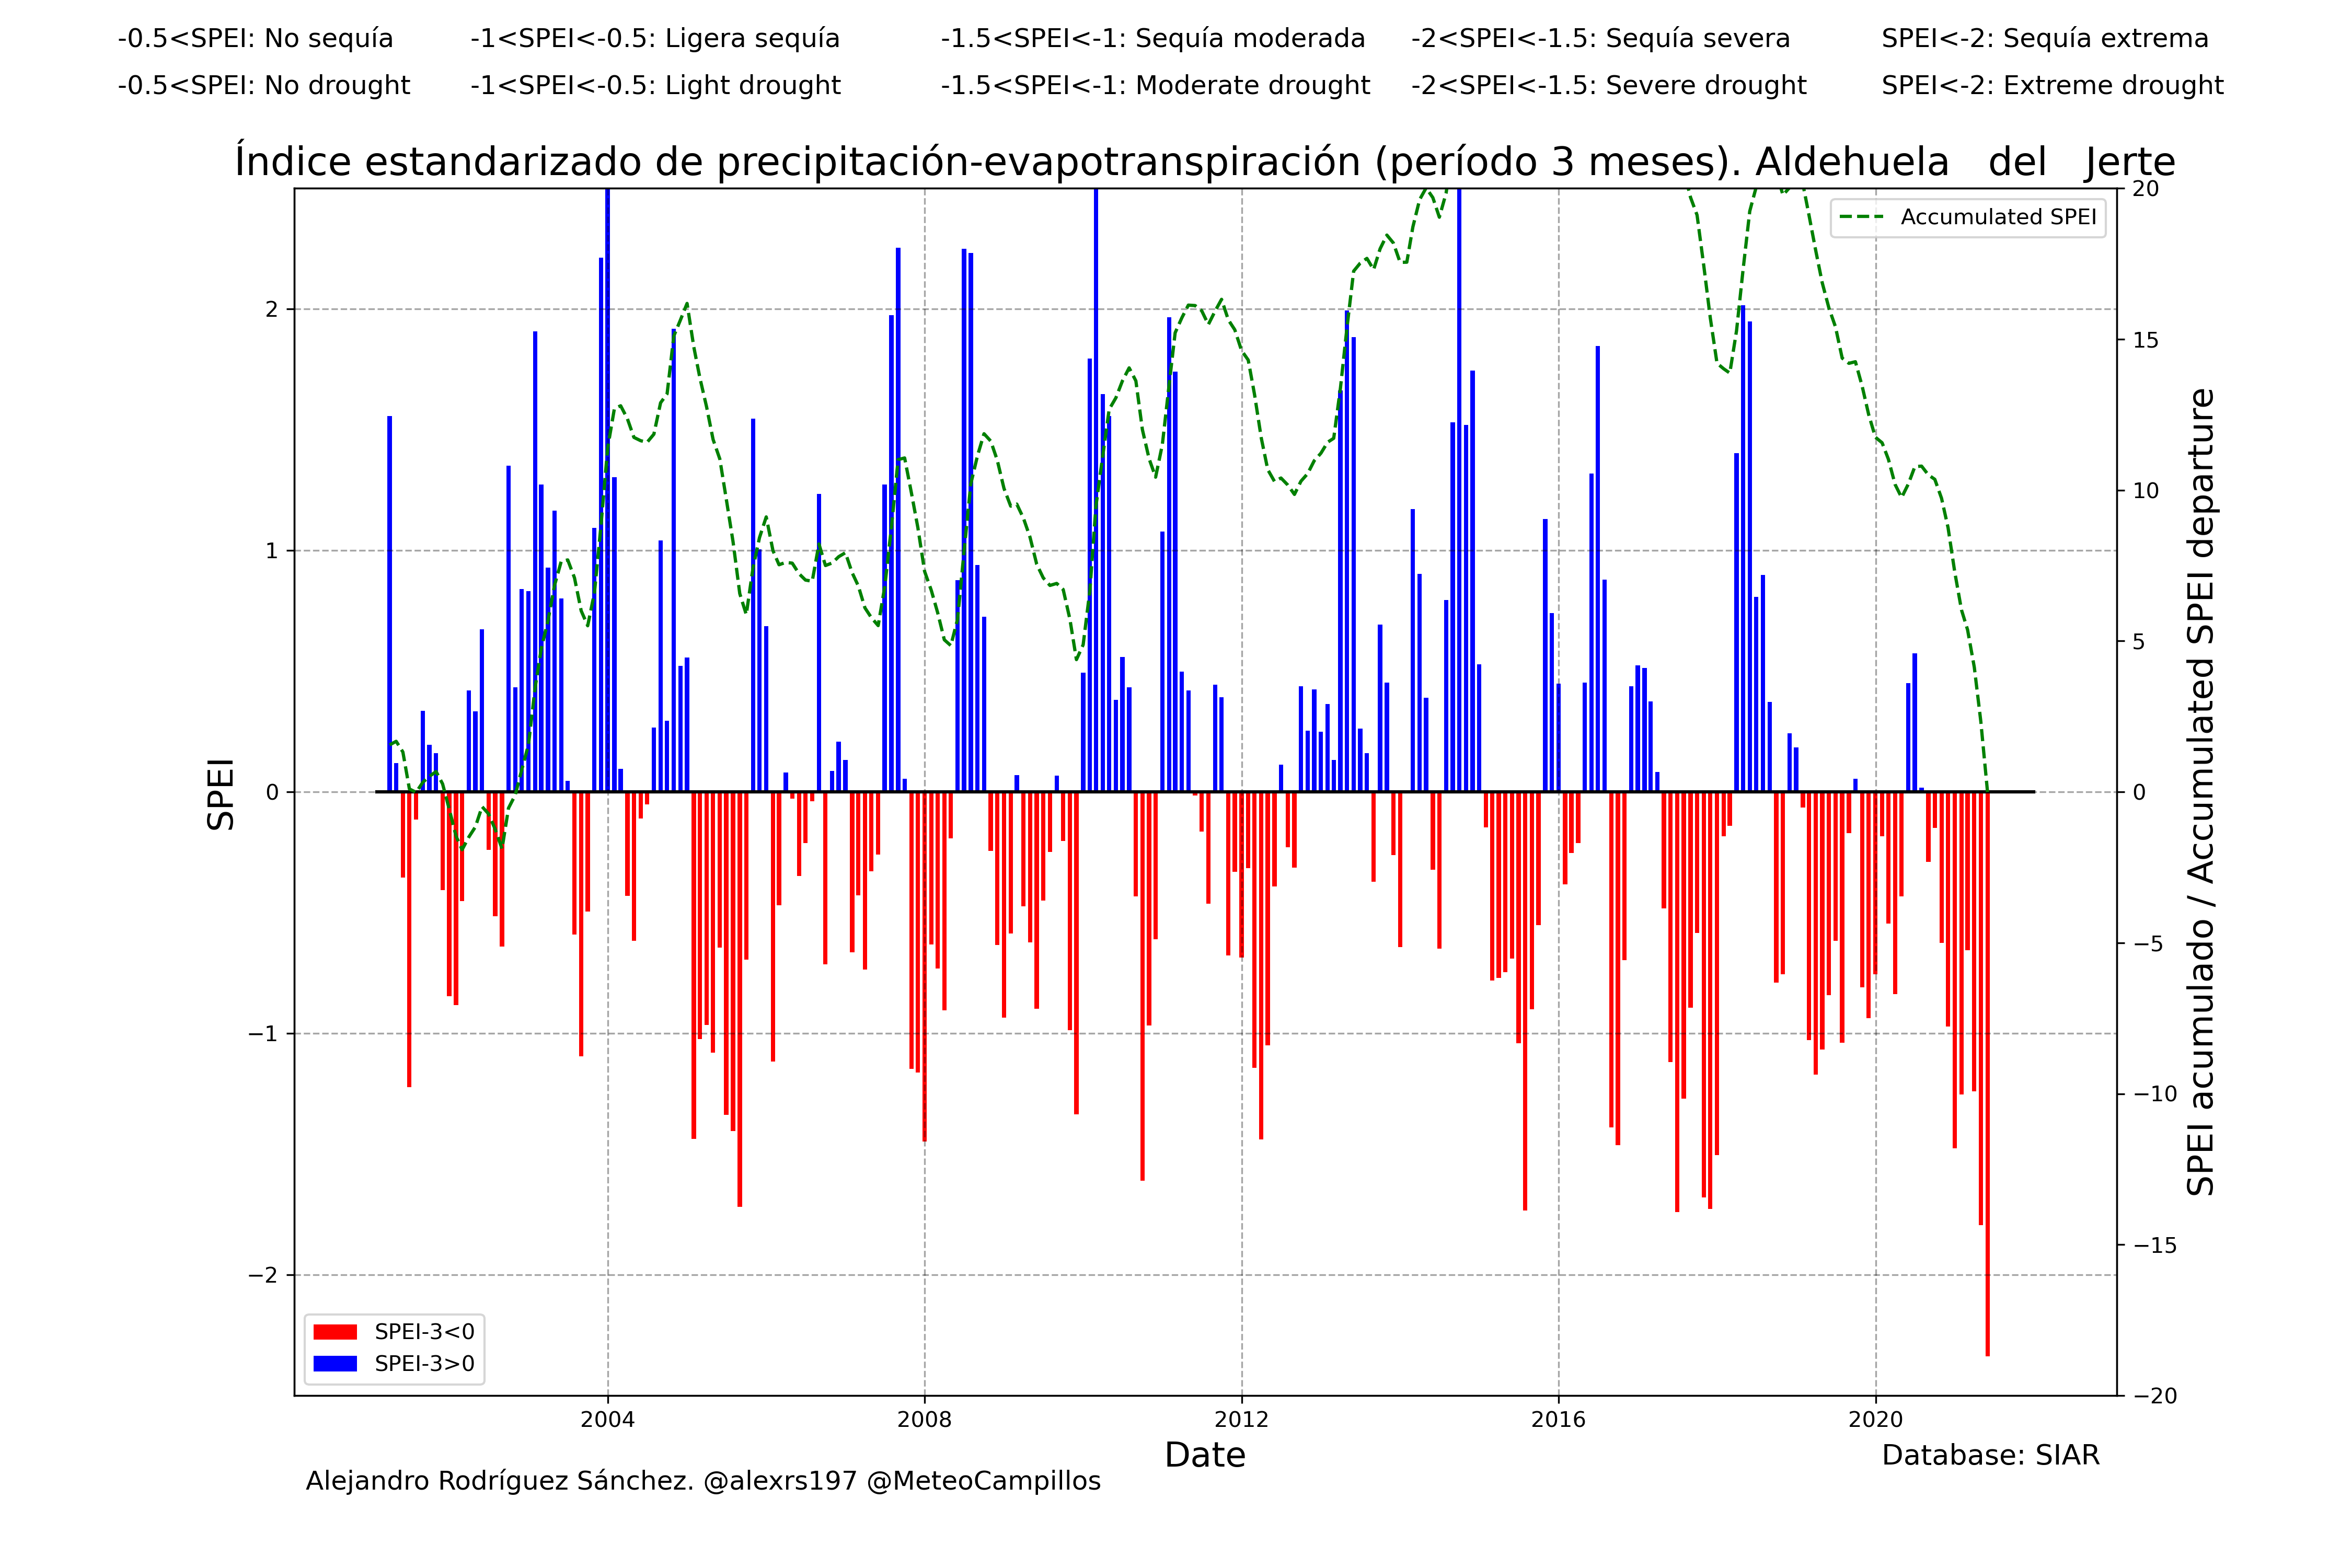 -0.5<SPEI: No sequía
-1<SPEI<-0.5: Ligera sequía
-1.5<SPEI<-1: Sequía moderada
-2<SPEI<-1.5: Sequía severa
SPEI<-2: Sequía extrema
-0.5<SPEI: No drought
-1<SPEI<-0.5: Light drought
-1.5<SPEI<-1: Moderate drought
-2<SPEI<-1.5: Severe drought
SPEI<-2: Extreme drought
Índice estandarizado de precipitación-evapotranspiración (período 3 meses). Aldehuela del Jerte
Accumulated SPEI
SPEI
2
1
0
−1
−2
20
15
10
5
0
−5
−10
−15
−20
SPEI acumulado / Accumulated SPEI departure
SPEI-3<0
SPEI-3>0
2004
2008
2012
2016
2020
Date
Database: SIAR
Alejandro Rodríguez Sánchez. @alexrs197 @MeteoCampillos